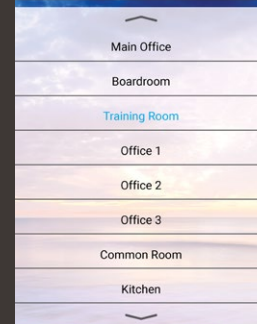 Main Office
Boardroom
Training Room
Office 1
Office 2
Office 3
Common Room
Kitchen